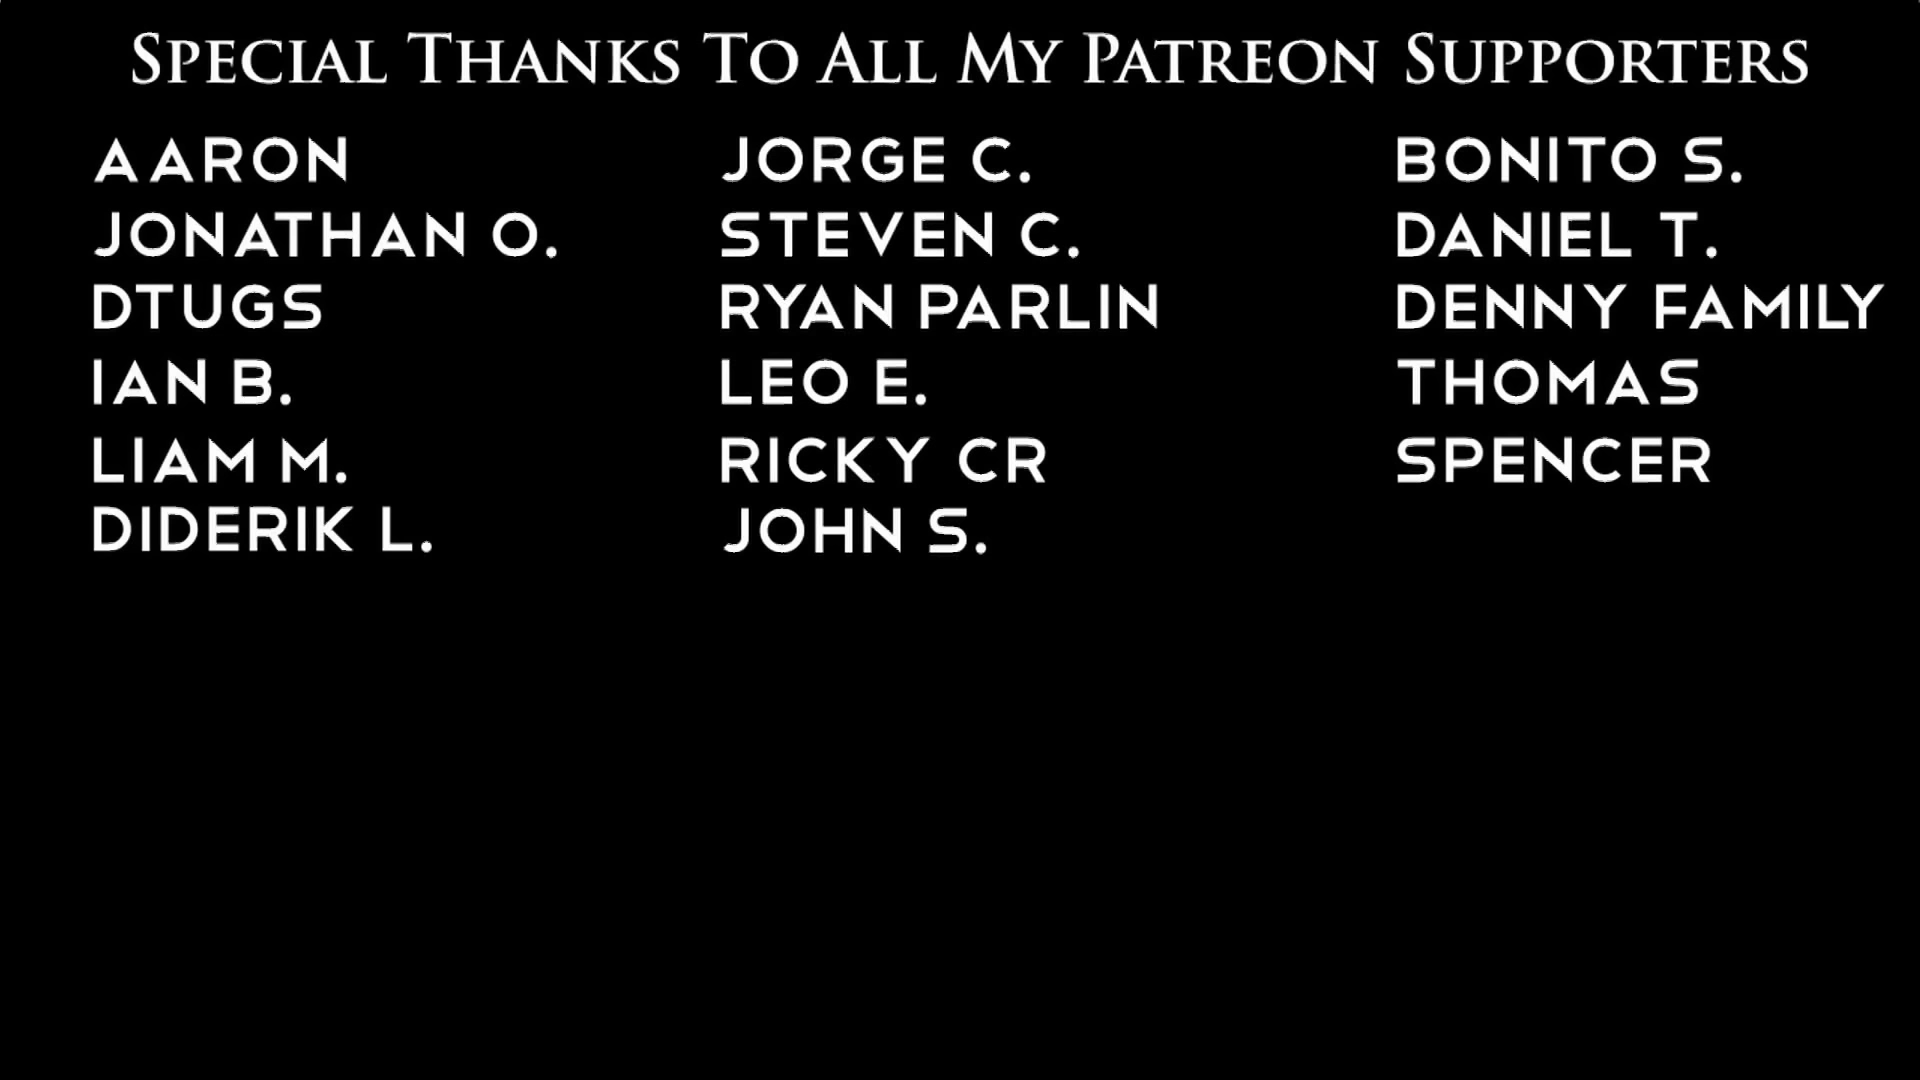 Special Thanks To All My Patreon Supporters
AARON
JONATHAN O.
DTUGS
IAN B.
LIAM M.
DIDERIK L.
JORGE C.
STEVEN C.
RYAN PARLIN
LEO E.
RICKY CR
JOHN S.
BONITO S.
DANIEL T.
DENNY FAMILY
THOMAS
SPENCER